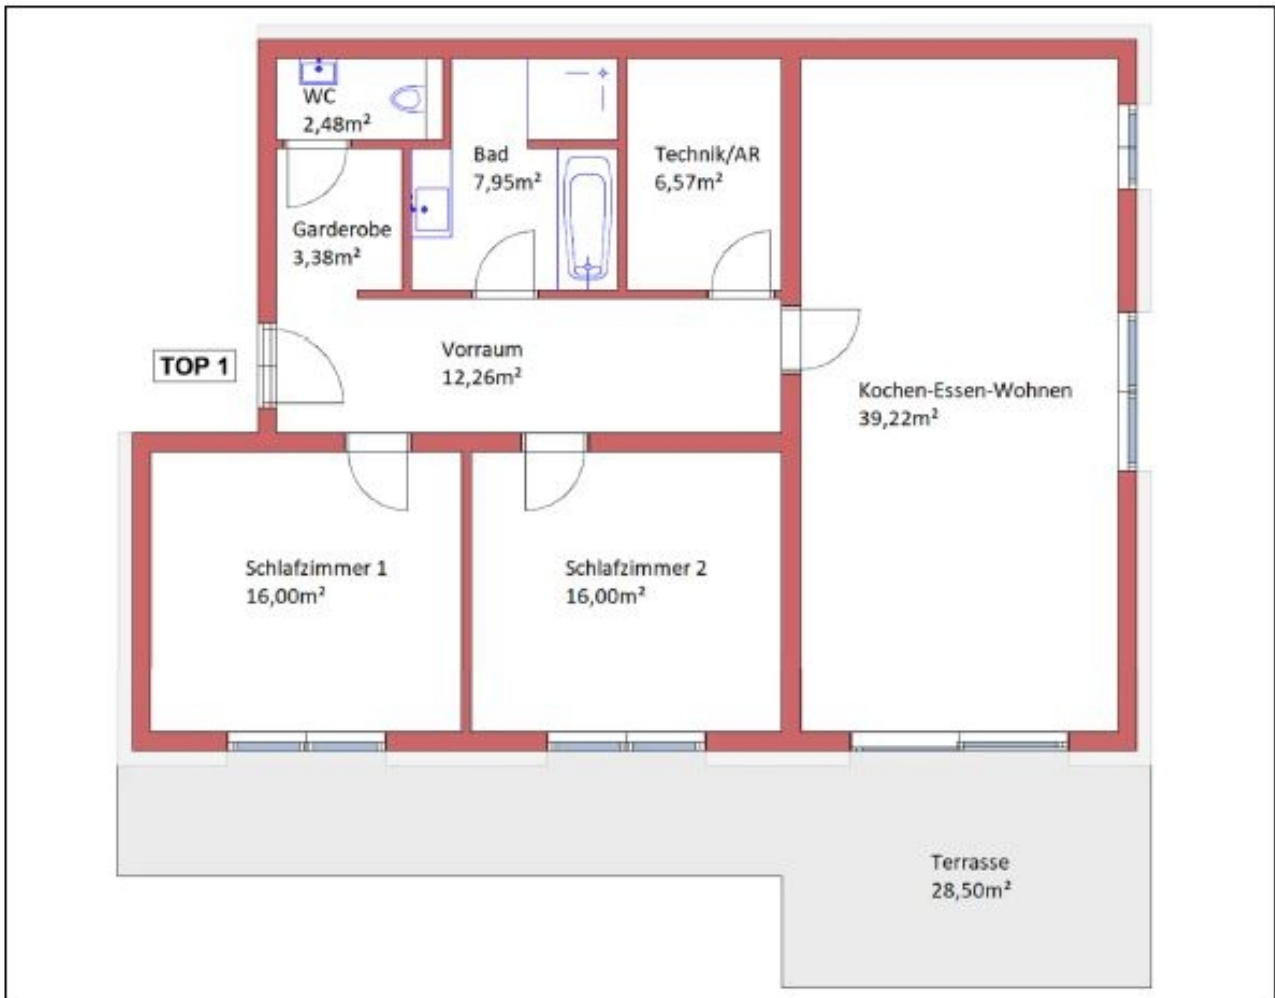 WC
2,48m²
Bad
7,95m²
Technik/AR
6,57m²
Garderobe
3,38m²
TOP 1
Vorraum
12,26m²
Kochen-Essen-Wohnen
39,22m²
Schlafzimmer 1
16,00m²
Schlafzimmer 2
16,00m²
Terrasse
28,50m²